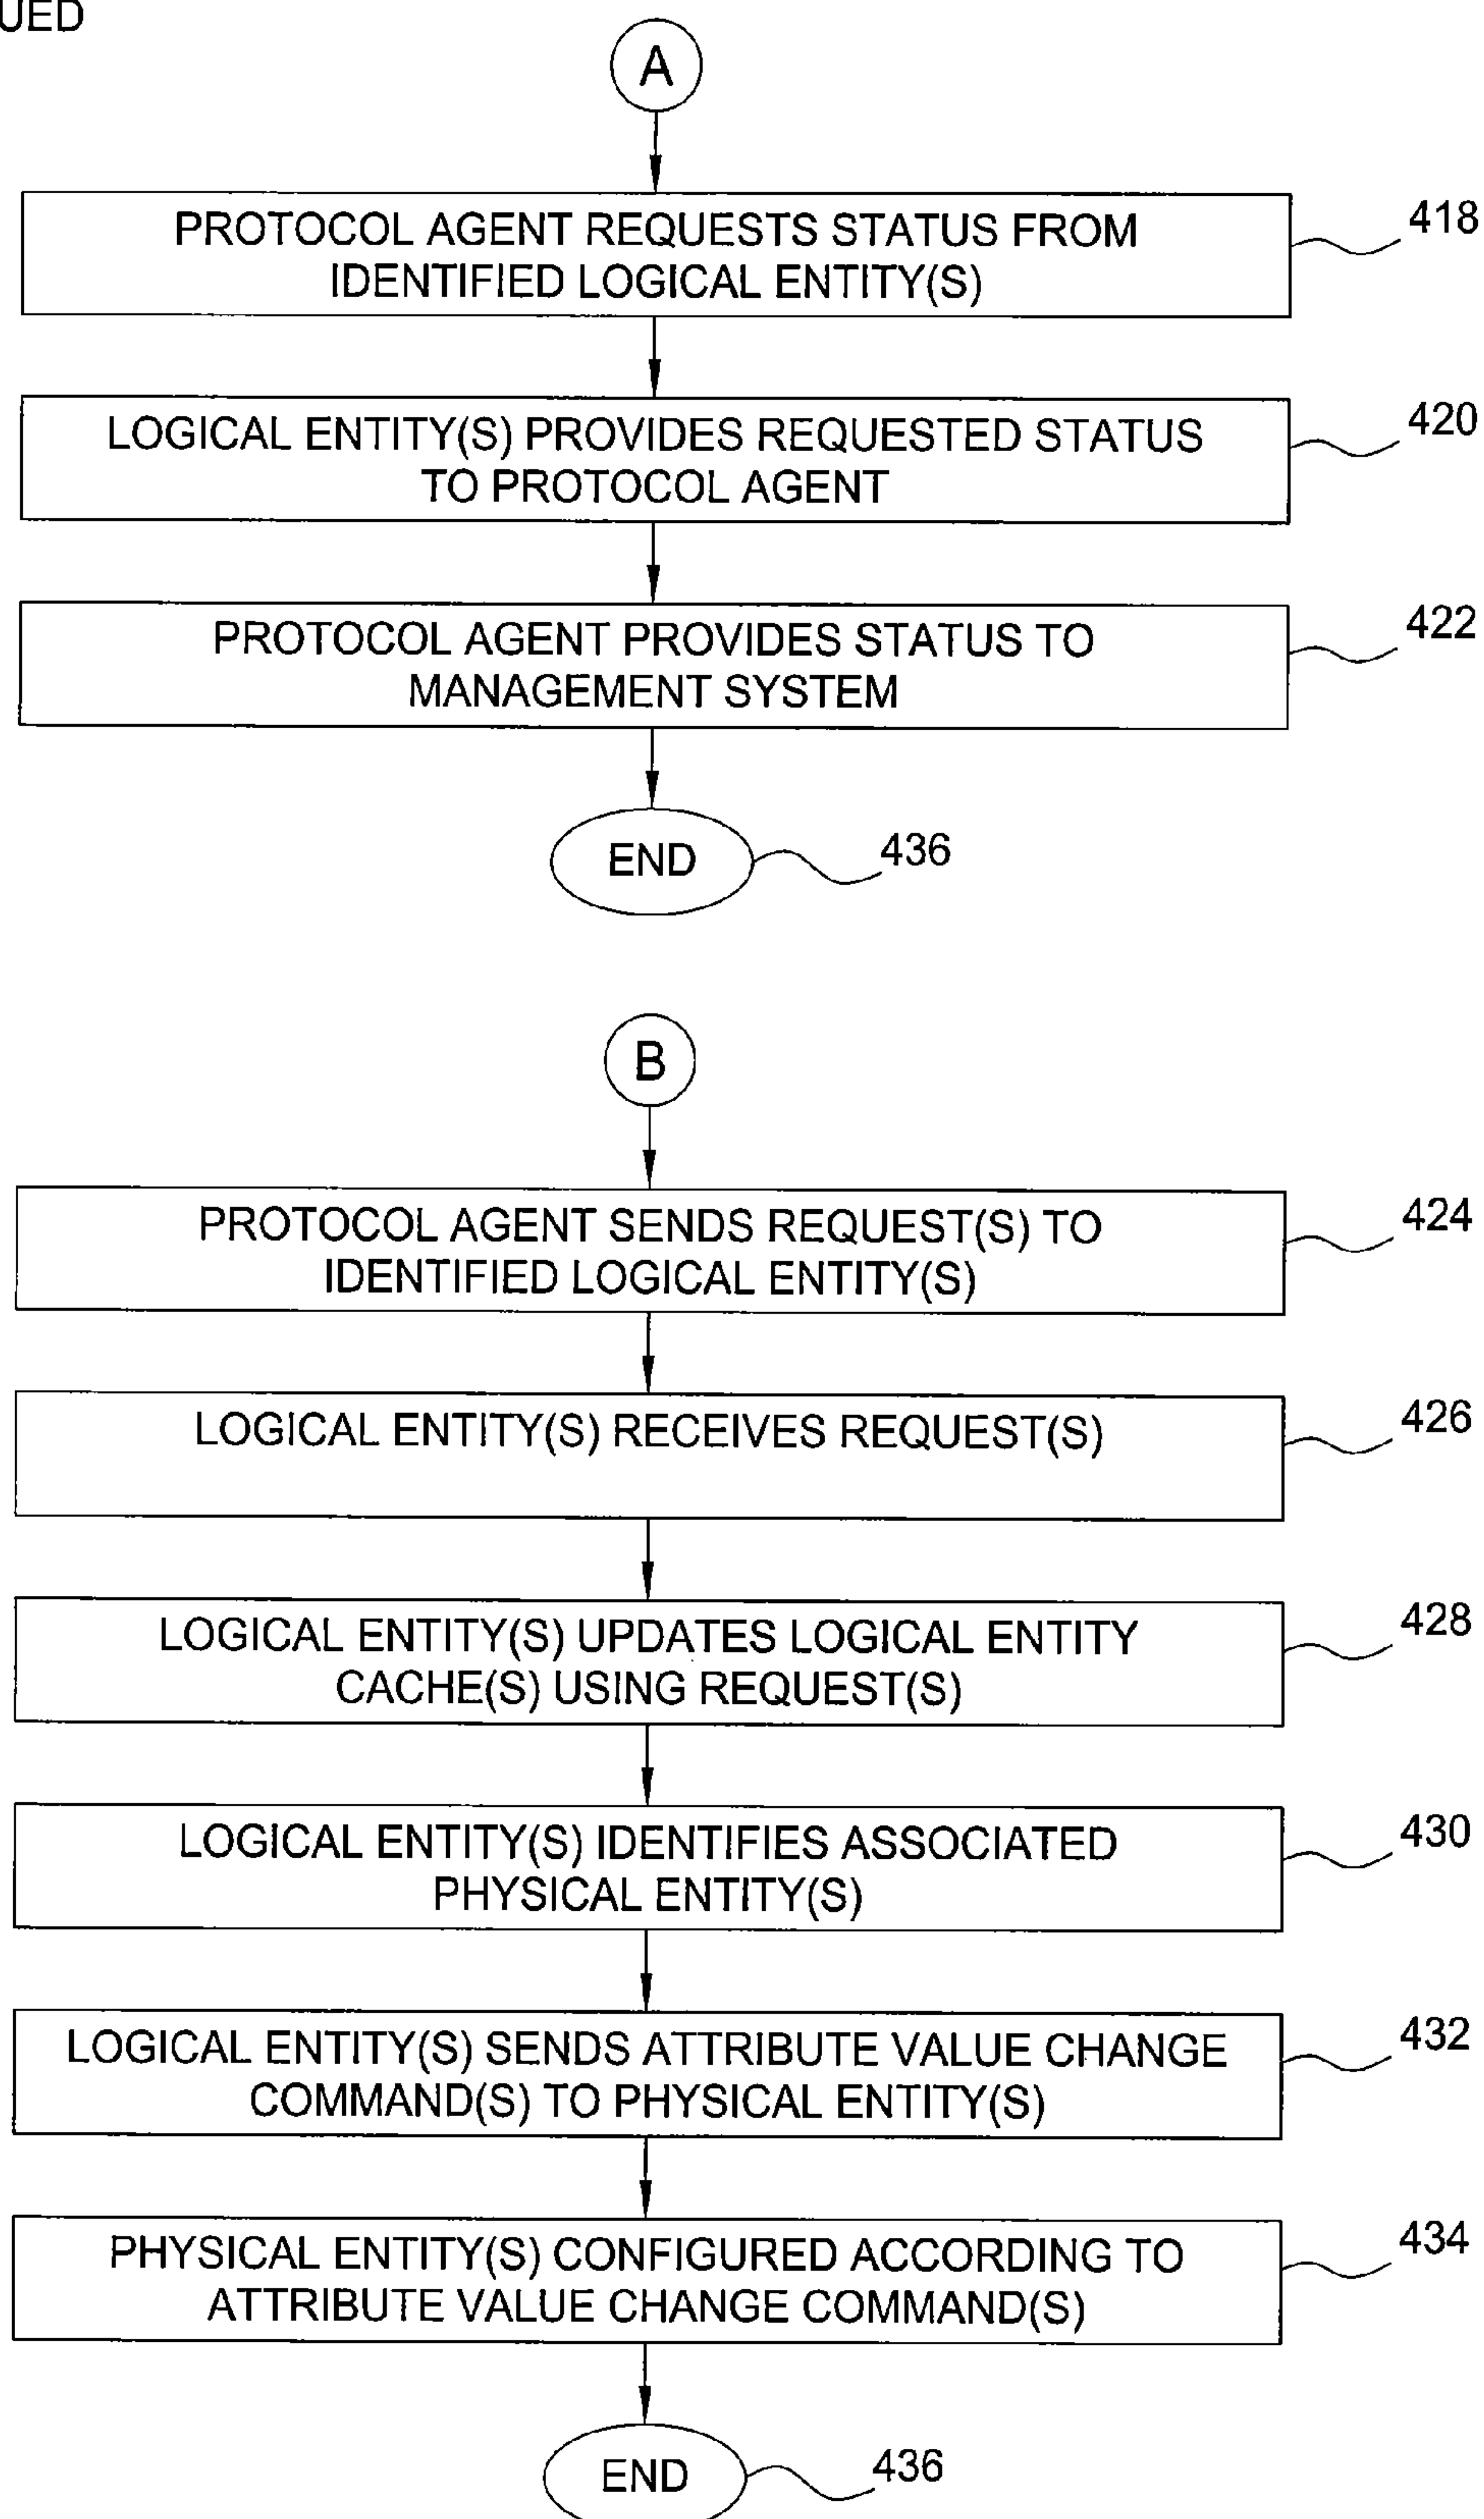 A
PROTOCOL AGENT REQUESTS STATUS FROM
IDENTIFIED LOGICAL ENTITY(S)
418
LOGICAL ENTITY(S) PROVIDES REQUESTED STATUS
TO PROTOCOL AGENT
420
PROTOCOL AGENT PROVIDES STATUS TO
MANAGEMENT SYSTEM
422
END
436
B
PROTOCOL AGENT SENDS REQUEST(S) TO
IDENTIFIED LOGICAL ENTITY(S)
424
LOGICAL ENTITY(S) RECEIVES REQUEST(S)
426
LOGICAL ENTITY(S) UPDATES LOGICAL ENTITY
CACHE(S) USING REQUEST(S)
428
LOGICAL ENTITY(S) IDENTIFIES ASSOCIATED
PHYSICAL ENTITY(S)
430
LOGICAL ENTITY(S) SENDS ATTRIBUTE VALUE CHANGE
COMMAND(S) TO PHYSICAL ENTITY(S)
432
PHYSICAL ENTITY(S) CONFIGURED ACCORDING TO
ATTRIBUTE VALUE CHANGE COMMAND(S)
434
END
436